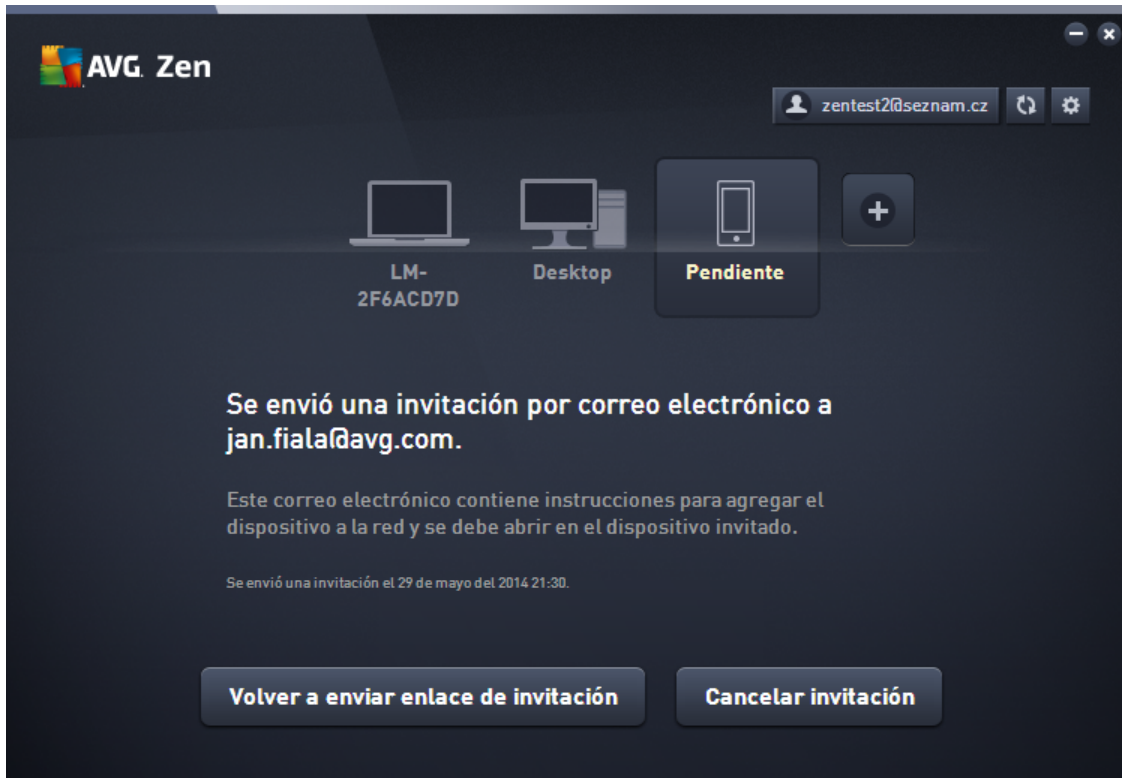 AVG. Zen
zentest2@seznam.cz
LM-
2F6ACD7D
Desktop
Pendiente
Se envió una invitación por correo electrónico a
jan.fiala@avg.com.
Este correo electrónico contiene instrucciones para agregar el
dispositivo a la red y se debe abrir en el dispositivo invitado.
Se envió una invitación el 29 de mayo del 2014 21:30.
Volver a enviar enlace de invitación
Cancelar invitación